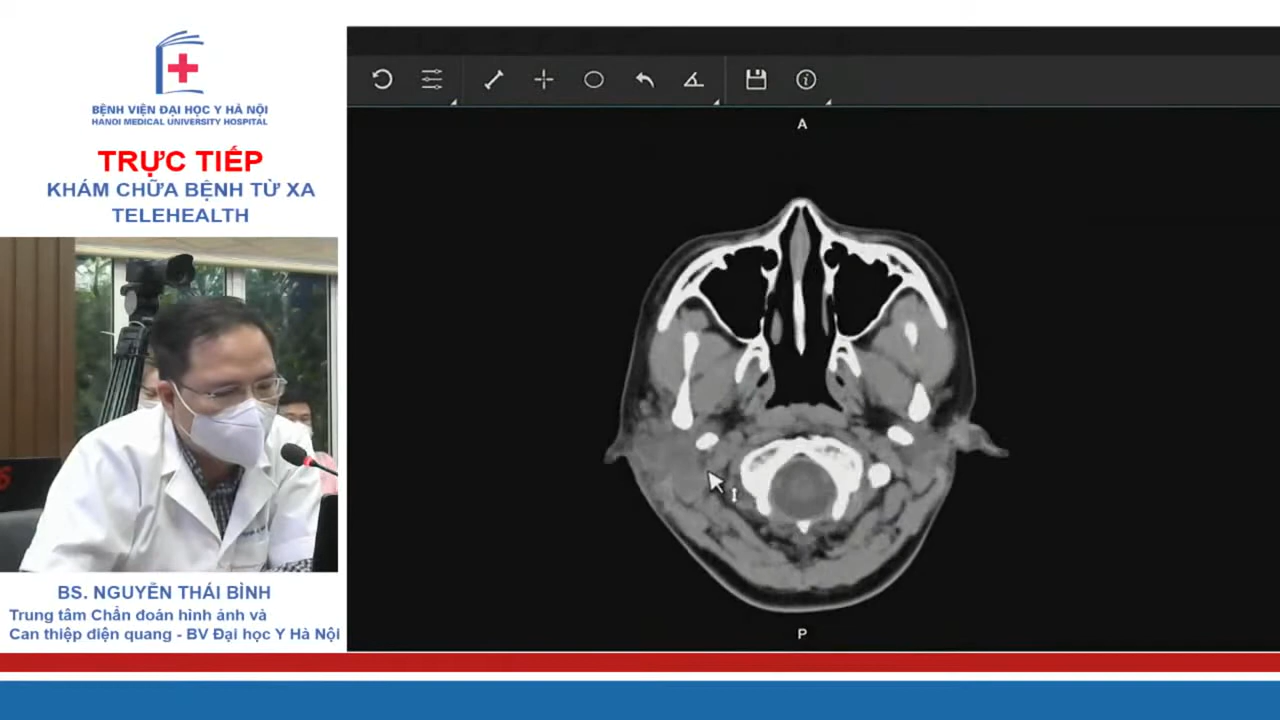 BỆNH VIỆN ĐẠI HỌC Y HÀ NỘI
HANOI MEDICAL UNIVERSITY HOSPITAL
TRỰC TIẾP
KHÁM CHỮA BỆNH TỪ XA
TELEHEALTH
BS. NGUYỄN THÁI BÌNH
Trung tâm Chẩn đoán hình ảnh và
Can thiệp điện quang - BV Đại học Y Hà Nội
A
P